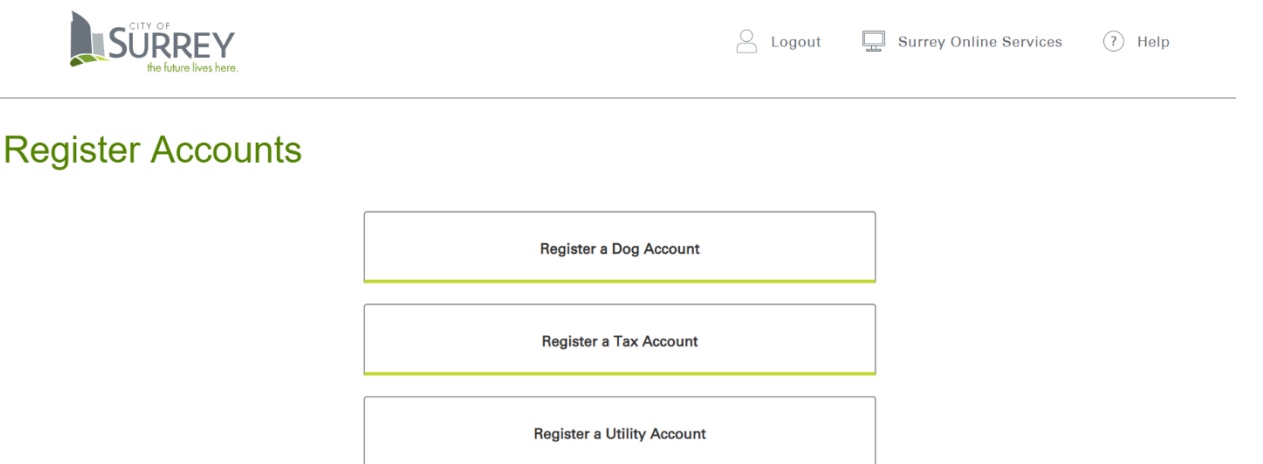 CITY OF
SURREY
the future lives here.
Logout
Surrey Online Services
? Help
Register Accounts
Register a Dog Account
Register a Tax Account
Register a Utility Account